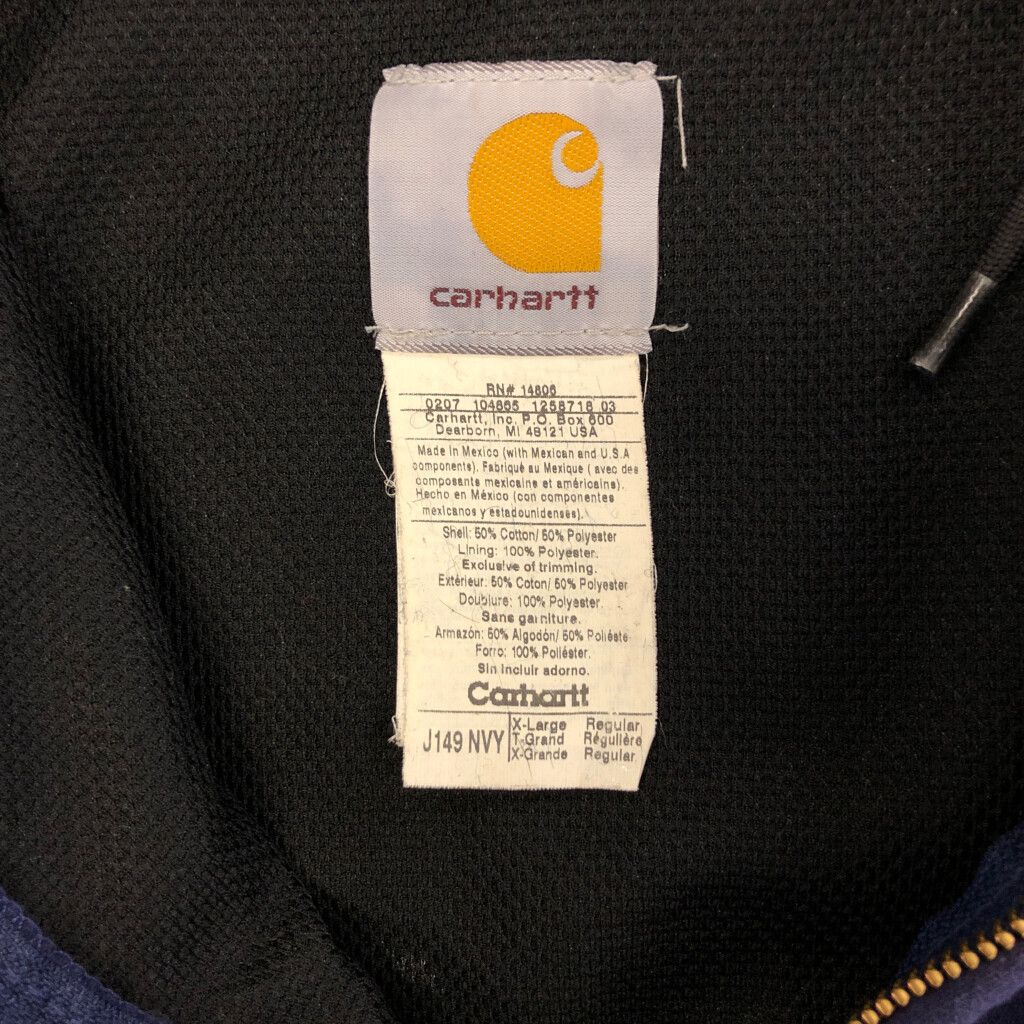 carhartt
RN# 14806
0207 104865 1258718 03
Carhartt, Inc. P.O. Box 600
Dearborn, MI 48121 USA
Made in Mexico (with Mexican and U.S.A
components). Fabriqué au Mexique ( avec des
composants mexicains et américains).
Hecho en México (con componentes
mexicanos y estadounidenses).
Shell: 50% Cotton/ 50% Polyester
Lining: 100% Polyester.
Exclusive of trimming.
Extérieur: 50% Coton/ 50% Polyester
Doublure: 100% Polyester.
Sans garniture.
Armazón: 50% Algodón/ 50% Poliéste
Forro: 100% Poliéster.
Sin incluir adorno.
Carhartt
J149 NVY
X-Large Regular
T-Grand Régulière
X-Grande Regular